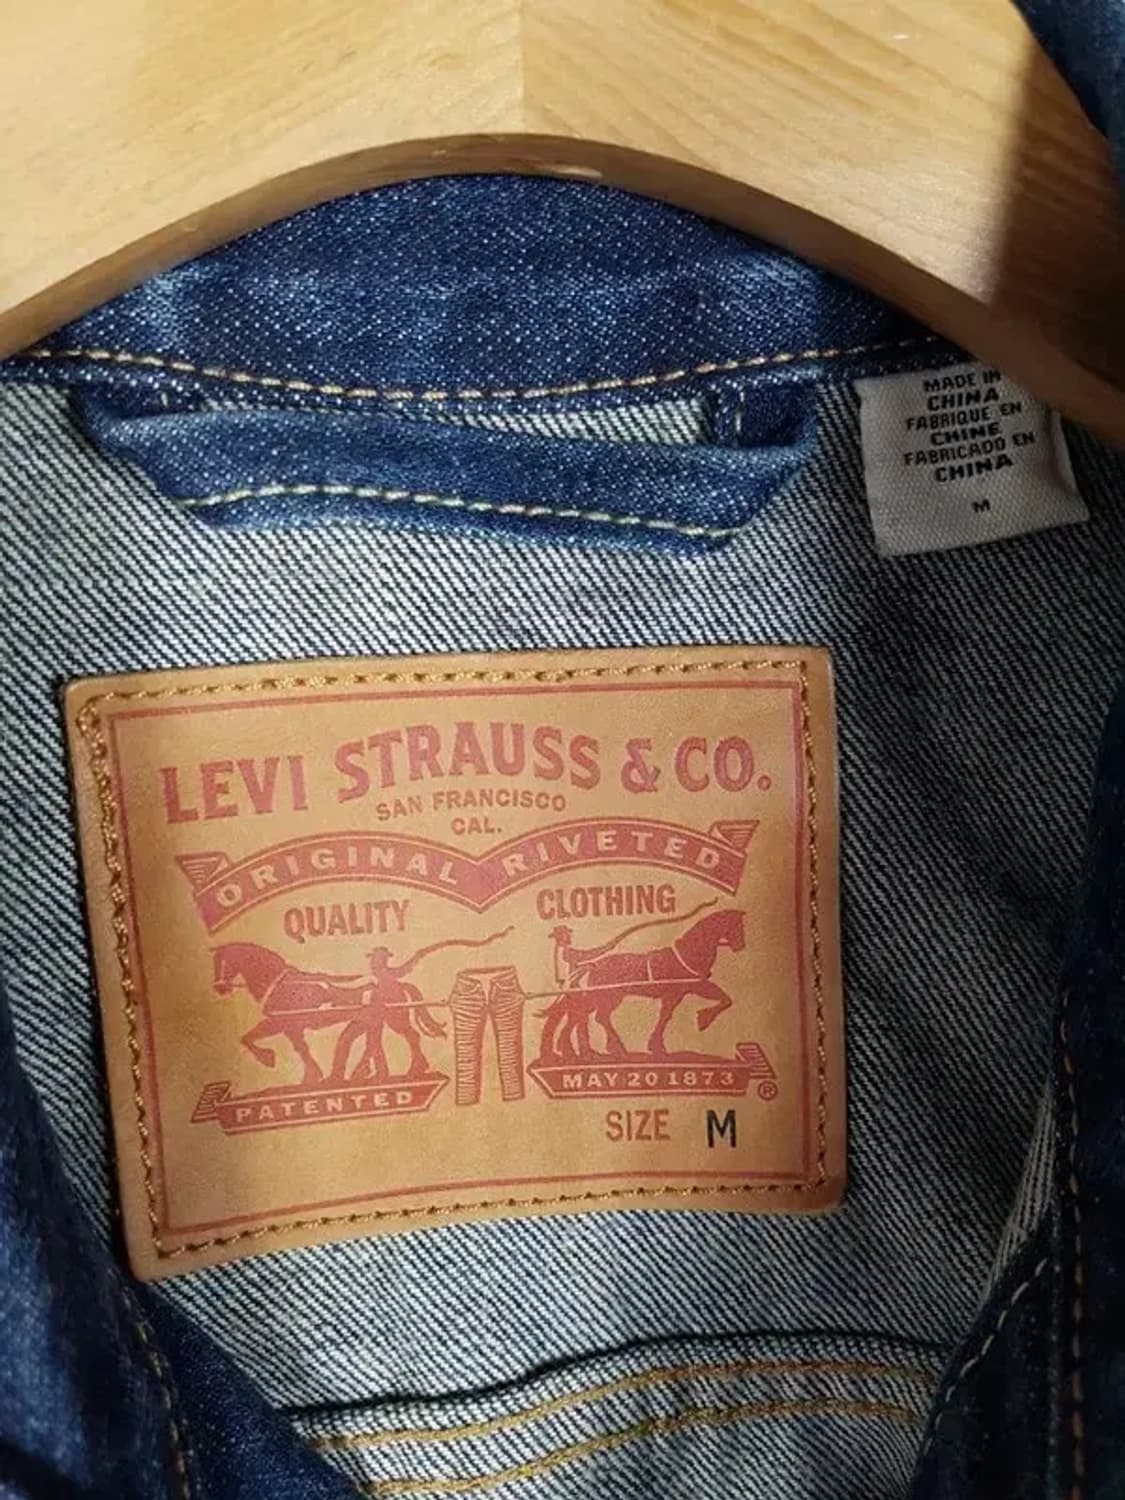 MADE IN
CHINA
FABRIQUE EN
CHINE
FABRICADO EN
CHINA
M
LEVI STRAUSS & CO.
SAN FRANCISCO
CAL.
ORIGINAL RIVETED
QUALITY CLOTHING
PATENTED MAY 20 1873 ®
SIZE M